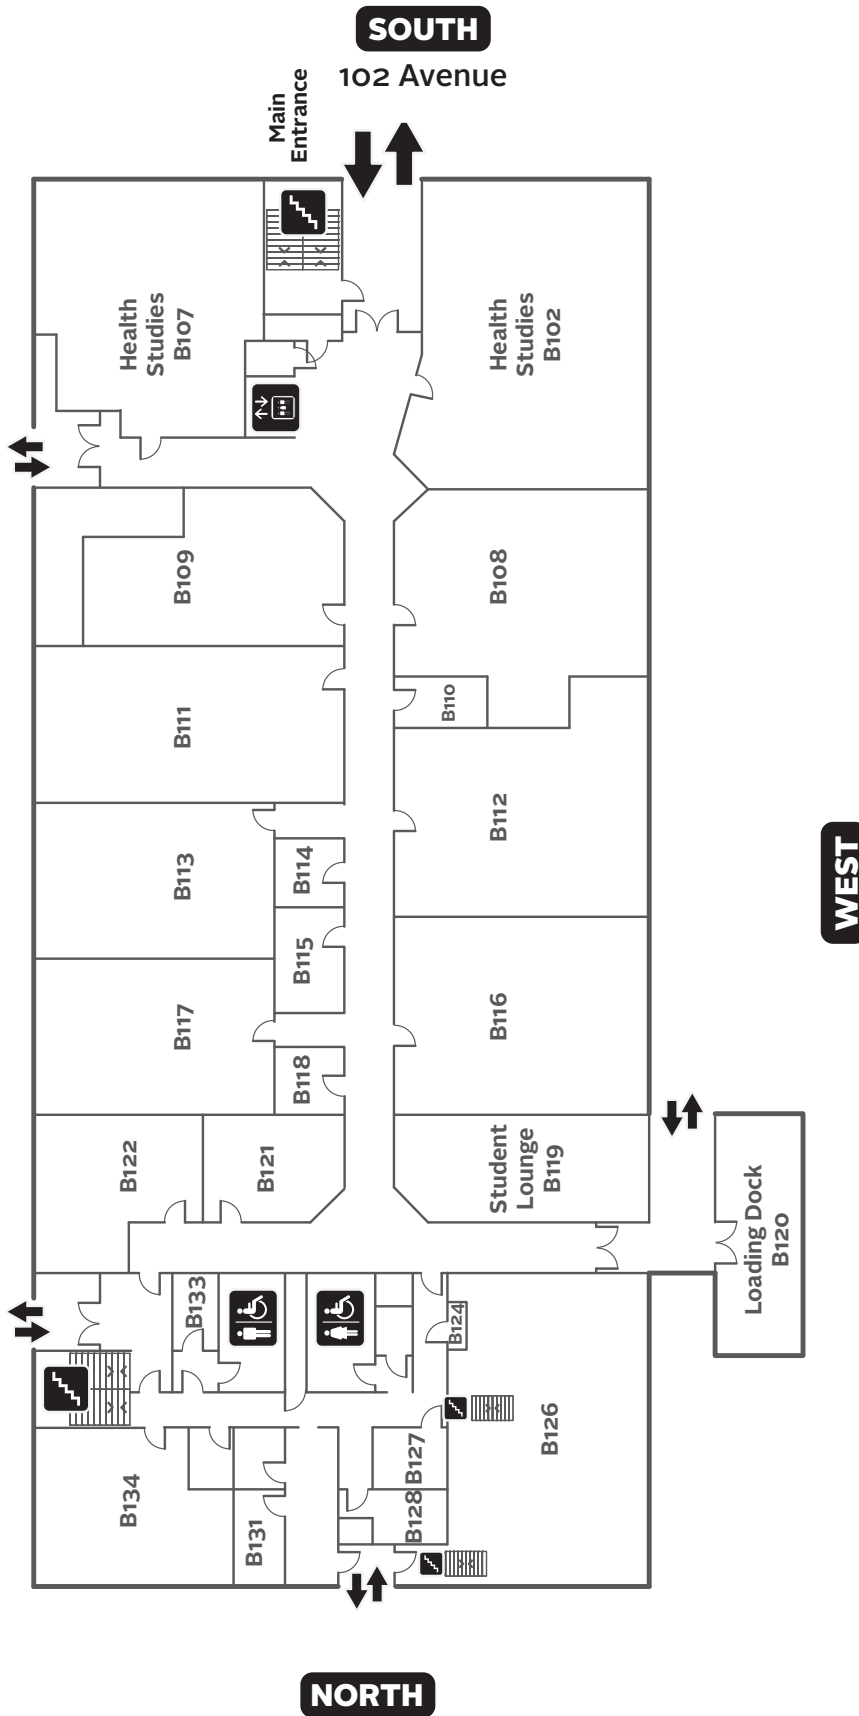 SOUTH
102 Avenue
Main
Entrance
Health
Studies
B107
Health
Studies
B102
B109
B108
B111
B110
B112
B113
B114
B115
B117
B116
B118
WEST
B122
B121
Student
Lounge
B119
Loading Dock
B120
B133
B124
B134
B131
B127
B128
B126
NORTH